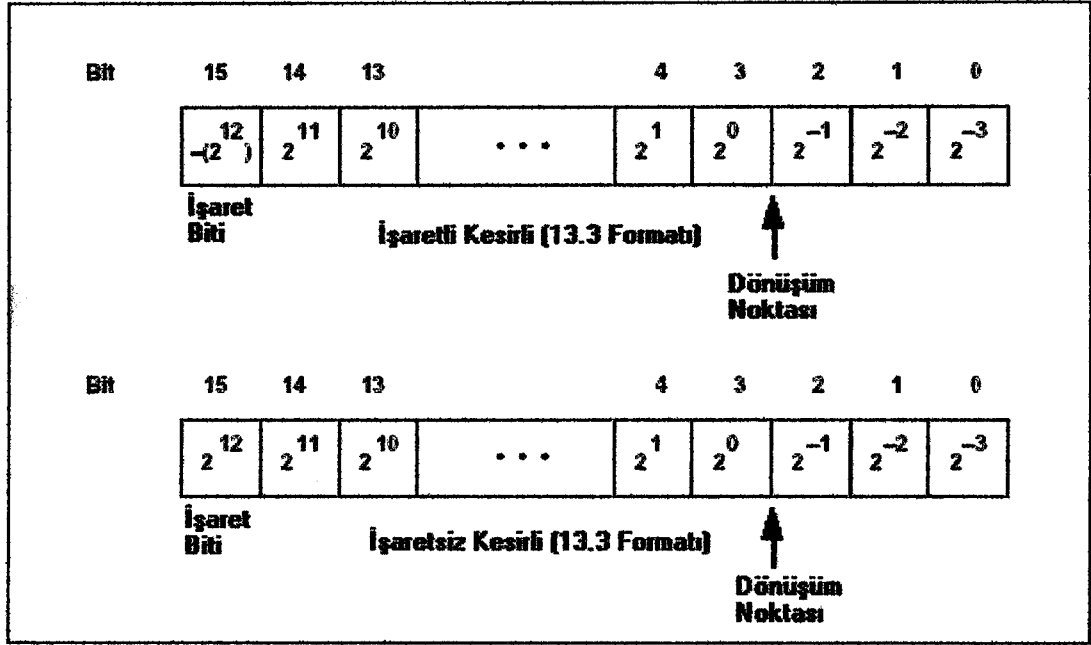 Bit 15 14 13 4 3 2 1 0
-(2^12) 2^11 2^10 • • • 2^1 2^0 2^-1 2^-2 2^-3
İşaret
Biti
İşaretli Kesirli (13.3 Formatı)
Dönüşüm
Noktası
Bit 15 14 13 4 3 2 1 0
2^12 2^11 2^10 • • • 2^1 2^0 2^-1 2^-2 2^-3
İşaret
Biti
İşaretsiz Kesirli (13.3 Formatı)
Dönüşüm
Noktası